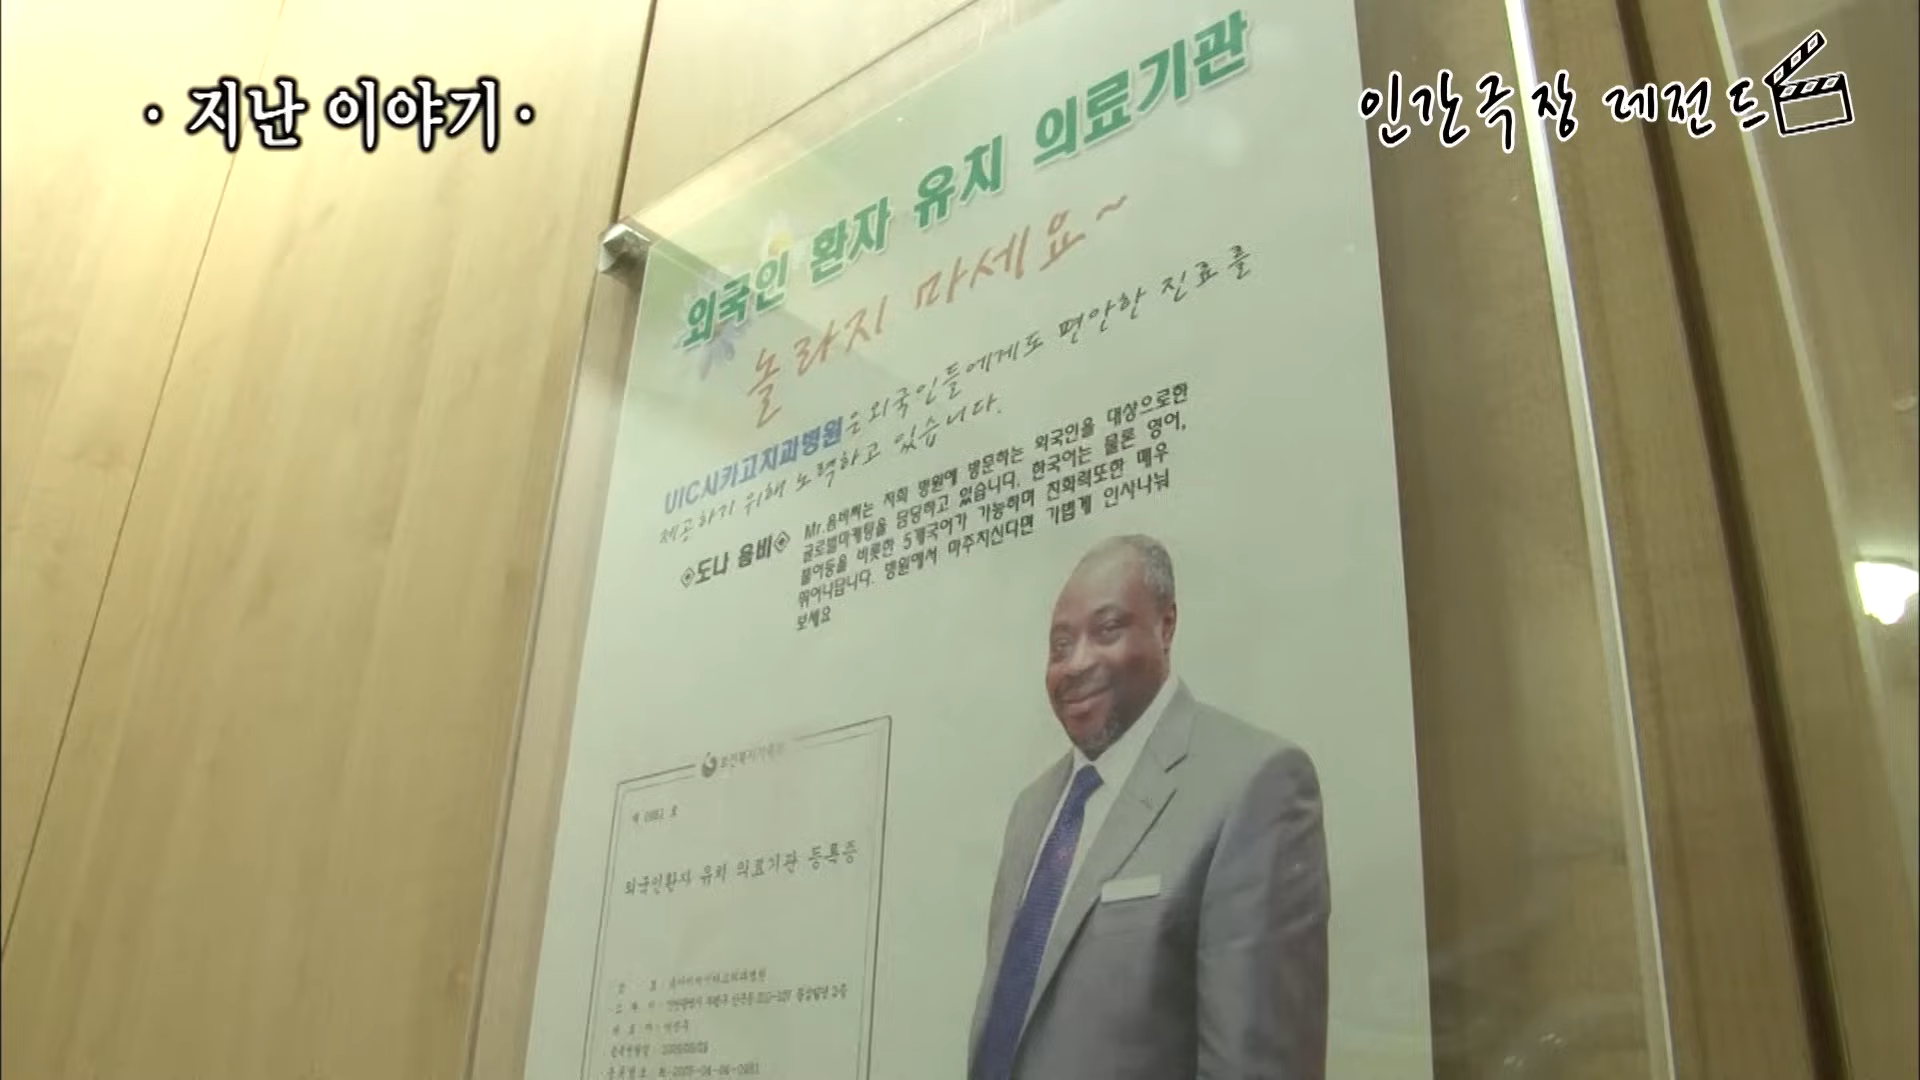 · 지난 이야기 ·
인간극장 레전드
외국인 환자 유치 의료기관
놀라지 마세요~
UIC시카고치과병원은 외국인들에게도 편안한 진료를
제공하기 위해 노력하고 있습니다.
◈도나 욤비◈
Mr.욤비씨는 저희 병원에 방문하는 외국인을 대상으로한
글로벌마케팅을 담당하고 있습니다. 한국어는 물론 영어,
불어등을 비롯한 5개국어가 가능하며 친화력또한 매우
뛰어나답니다. 병원에서 마주치신다면 가볍게 인사나눠
보세요
보건복지가족부
외국인환자 유치 의료기관 등록증